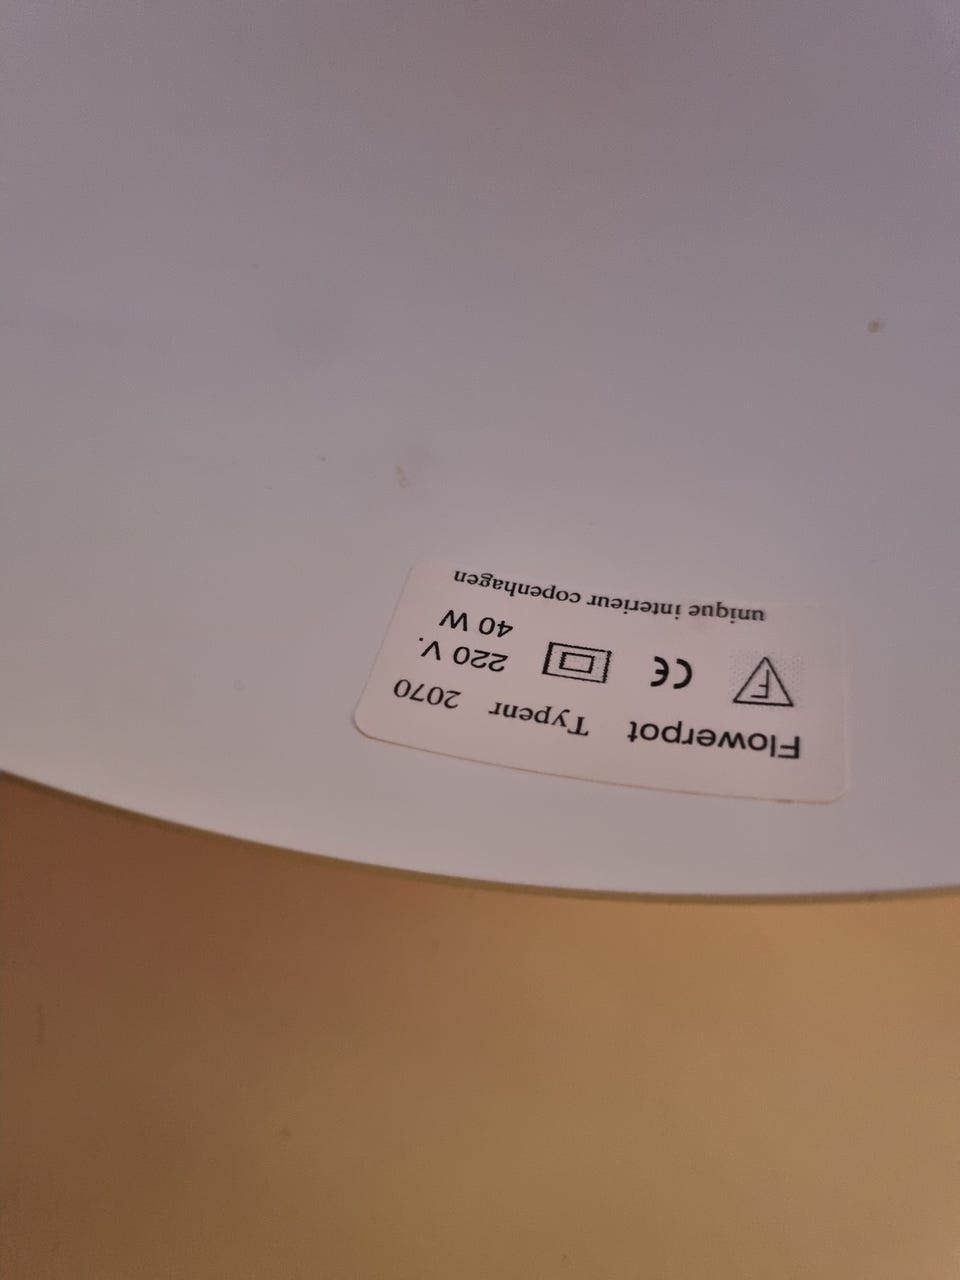 Flowerpot Typenr 2070
F CE 220 V.
40 W
unique interieur copenhagen